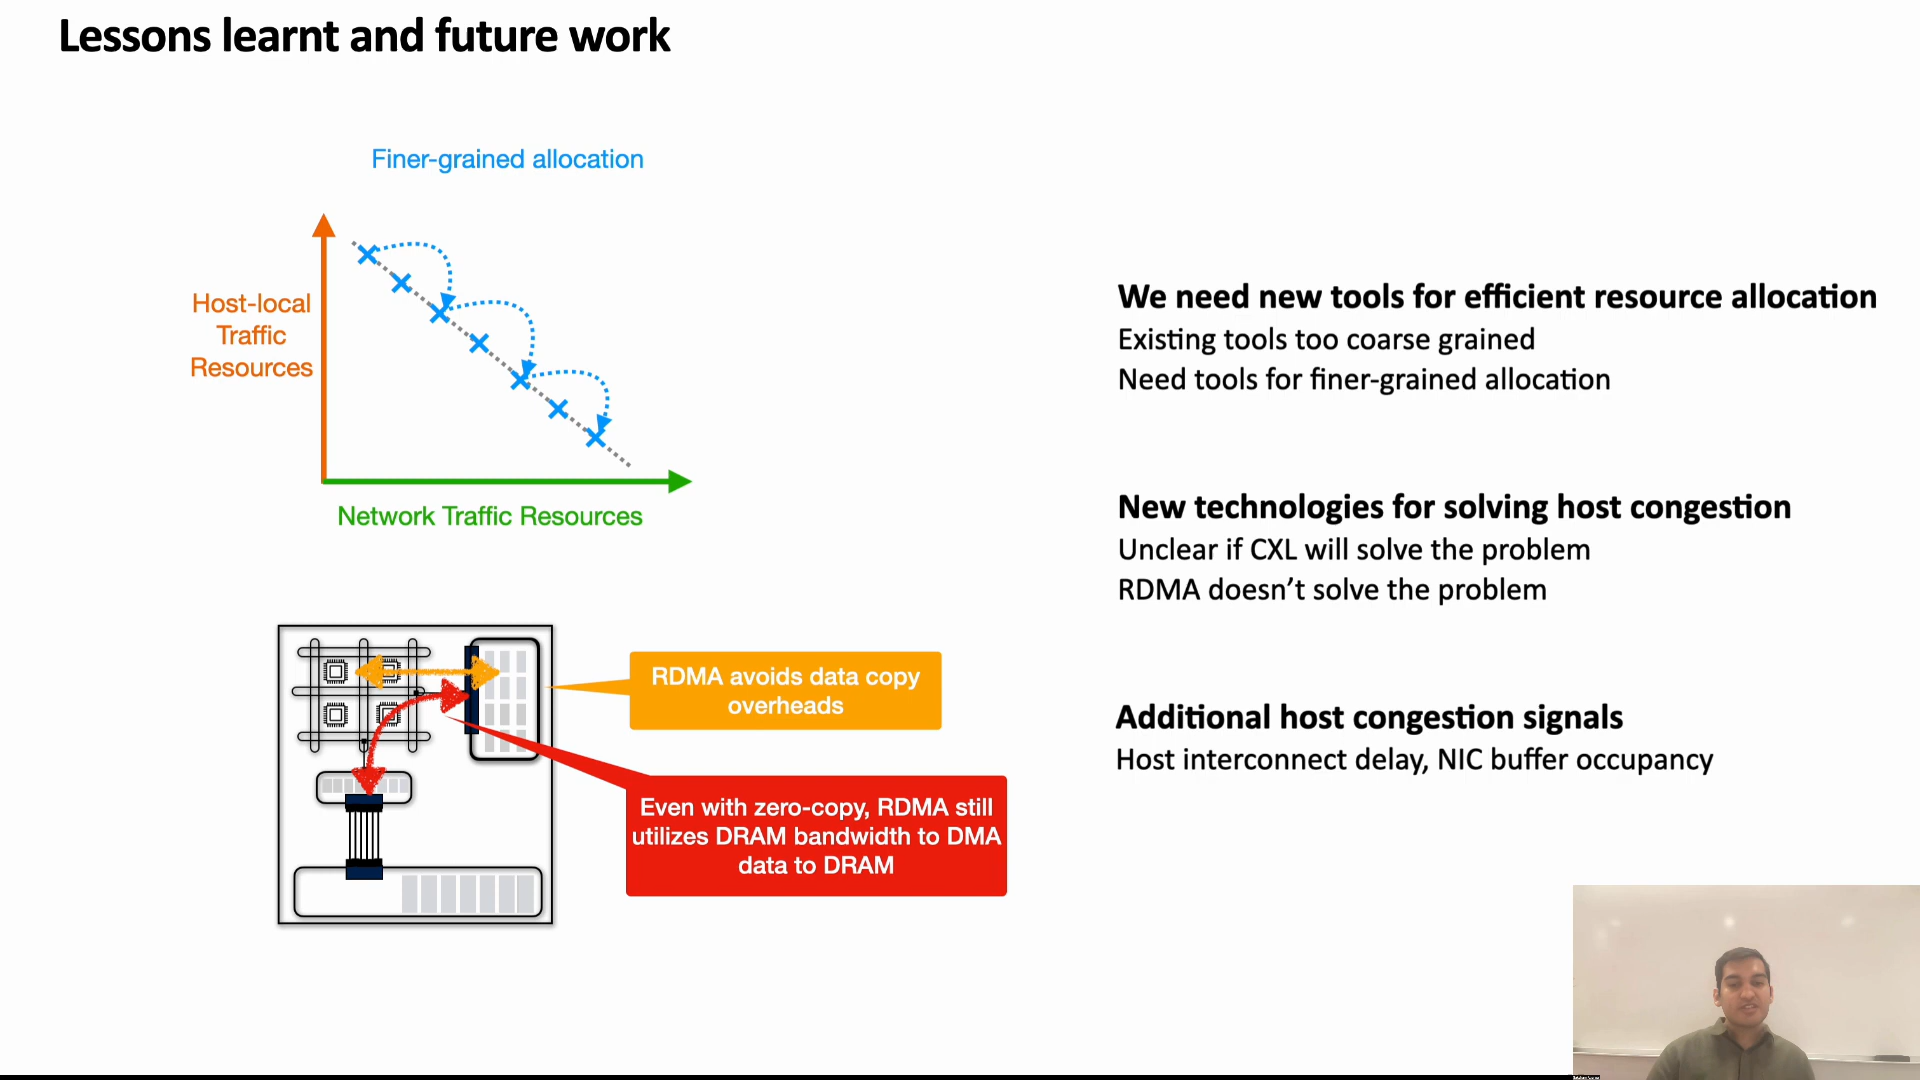 Lessons learnt and future work
Finer-grained allocation
Host-local
Traffic
Resources
Network Traffic Resources
RDMA avoids data copy
overheads
Even with zero-copy, RDMA still
utilizes DRAM bandwidth to DMA
data to DRAM
We need new tools for efficient resource allocation
Existing tools too coarse grained
Need tools for finer-grained allocation
New technologies for solving host congestion
Unclear if CXL will solve the problem
RDMA doesn’t solve the problem
Additional host congestion signals
Host interconnect delay, NIC buffer occupancy